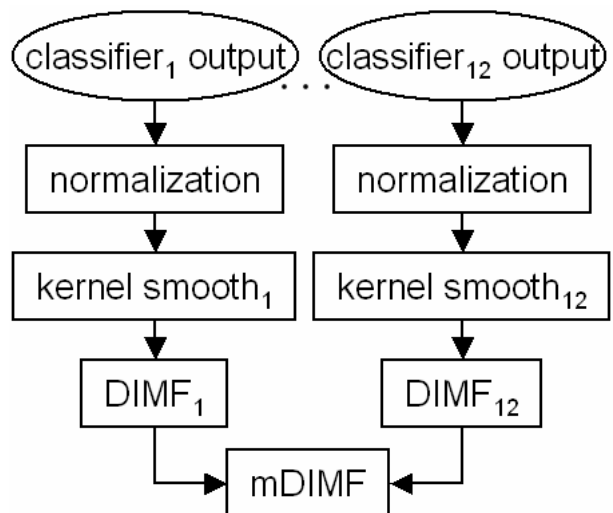 classifier₁ output . . . classifier₁₂ output
normalization normalization
kernel smooth₁ kernel smooth₁₂
DIMF₁ DIMF₁₂
mDIMF